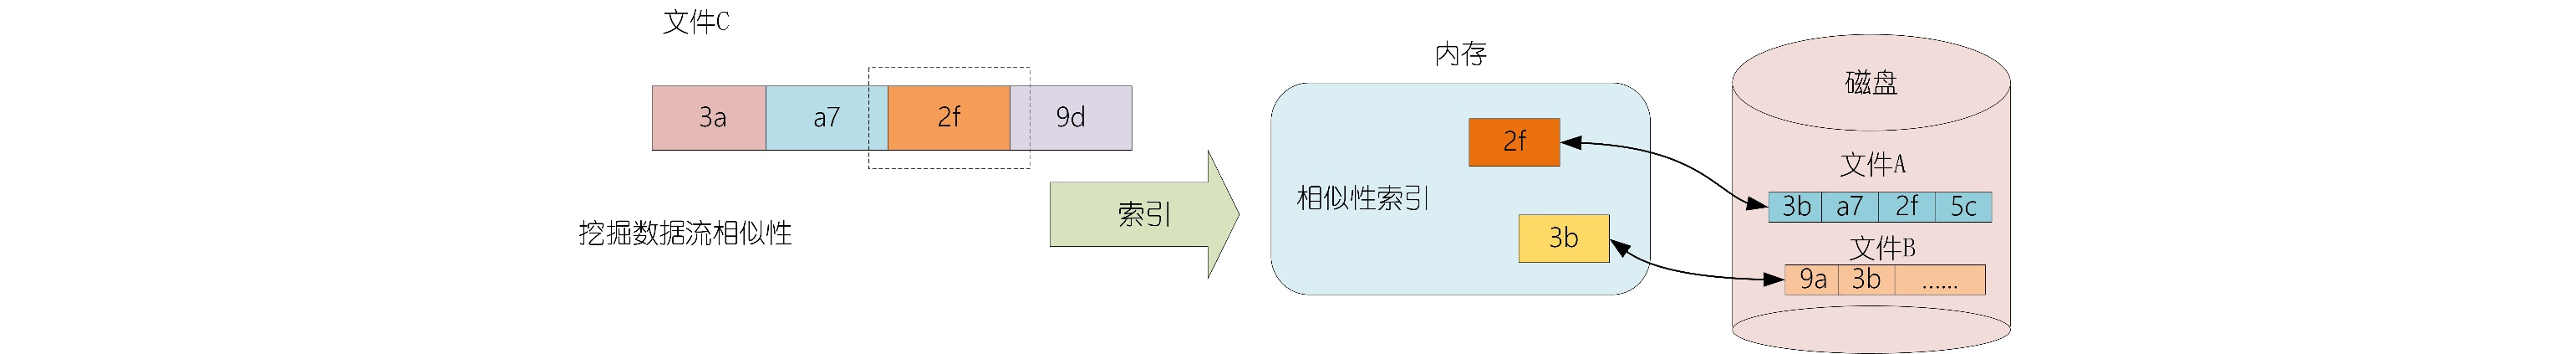 文件C
3a a7 2f 9d
挖掘数据流相似性
索引
内存
2f
相似性索引
3b
磁盘
文件A
3b a7 2f 5c
文件B
9a 3b ......